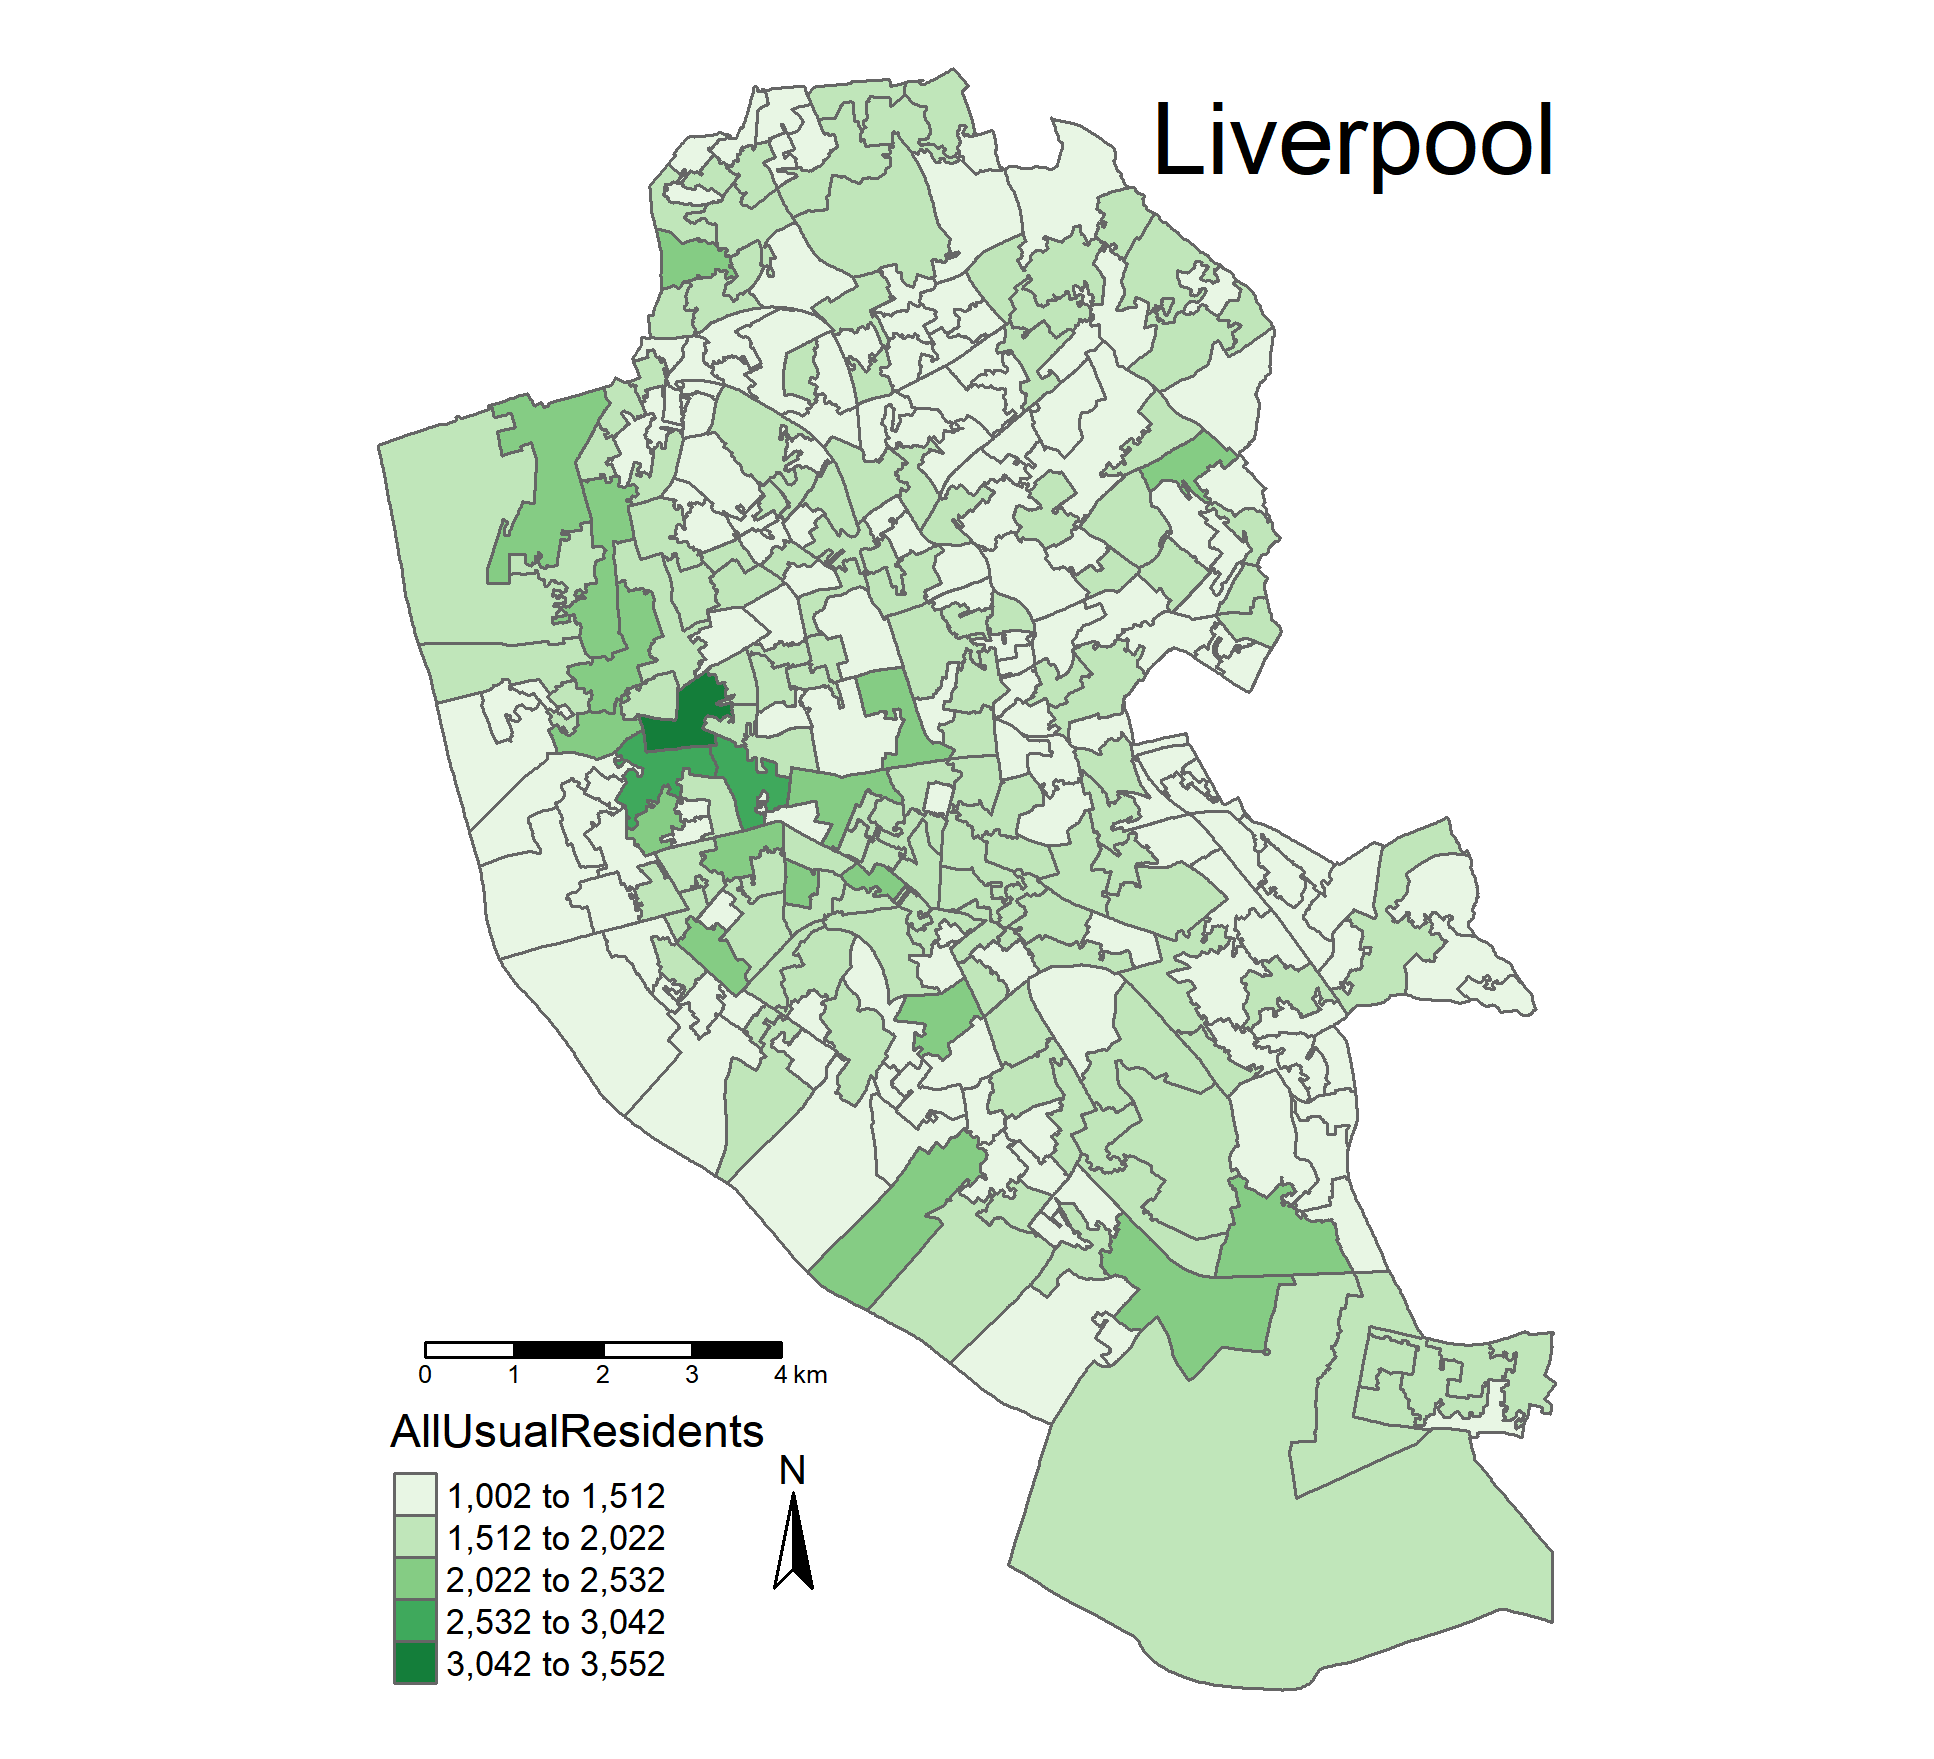 Liverpool
0 1 2 3 4 km
AllUsualResidents
N
1,002 to 1,512
1,512 to 2,022
2,022 to 2,532
2,532 to 3,042
3,042 to 3,552